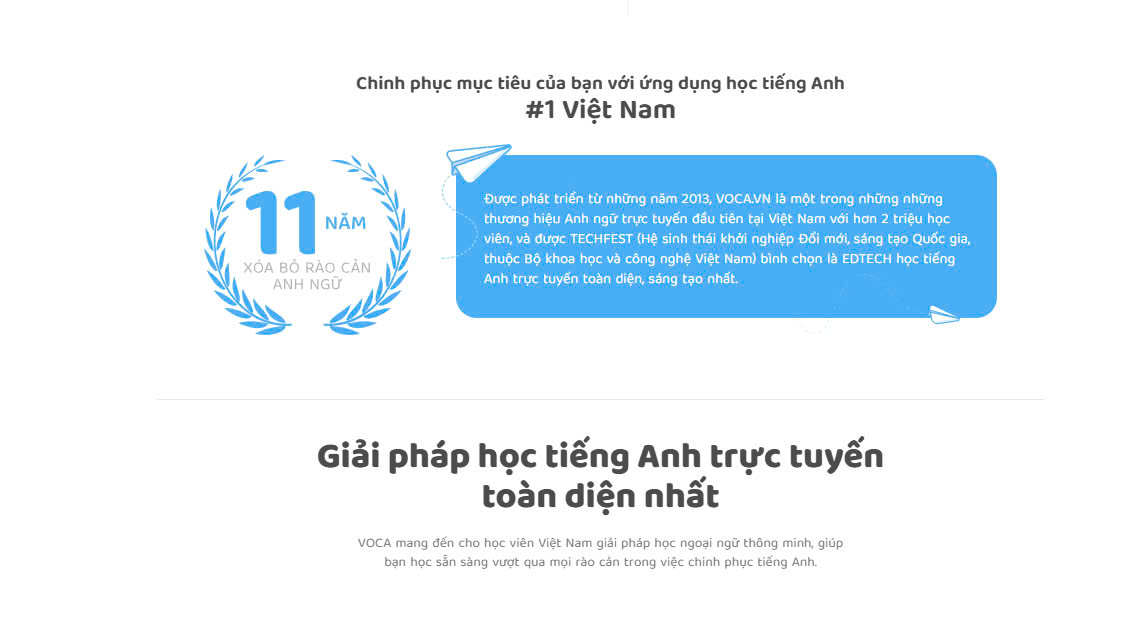 Chinh phục mục tiêu của bạn với ứng dụng học tiếng Anh
#1 Việt Nam
11 NĂM
XÓA BỎ RÀO CẢN
ANH NGỮ
Được phát triển từ những năm 2013, VOCA.VN là một trong những những
thương hiệu Anh ngữ trực tuyến đầu tiên tại Việt Nam với hơn 2 triệu học
viên, và được TECHFEST (Hệ sinh thái khởi nghiệp Đổi mới, sáng tạo Quốc gia,
thuộc Bộ khoa học và công nghệ Việt Nam) bình chọn là EDTECH học tiếng
Anh trực tuyến toàn diện, sáng tạo nhất.
Giải pháp học tiếng Anh trực tuyến
toàn diện nhất
VOCA mang đến cho học viên Việt Nam giải pháp học ngoại ngữ thông minh, giúp
bạn học sẵn sàng vượt qua mọi rào cản trong việc chinh phục tiếng Anh.